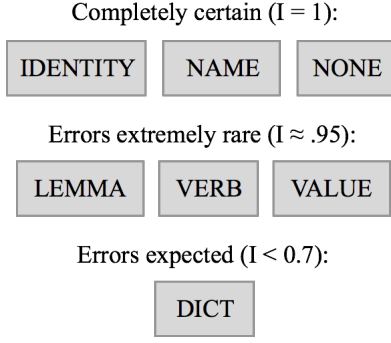 Completely certain (I = 1):
IDENTITY NAME NONE
Errors extremely rare (I ≈ .95):
LEMMA VERB VALUE
Errors expected (I < 0.7):
DICT